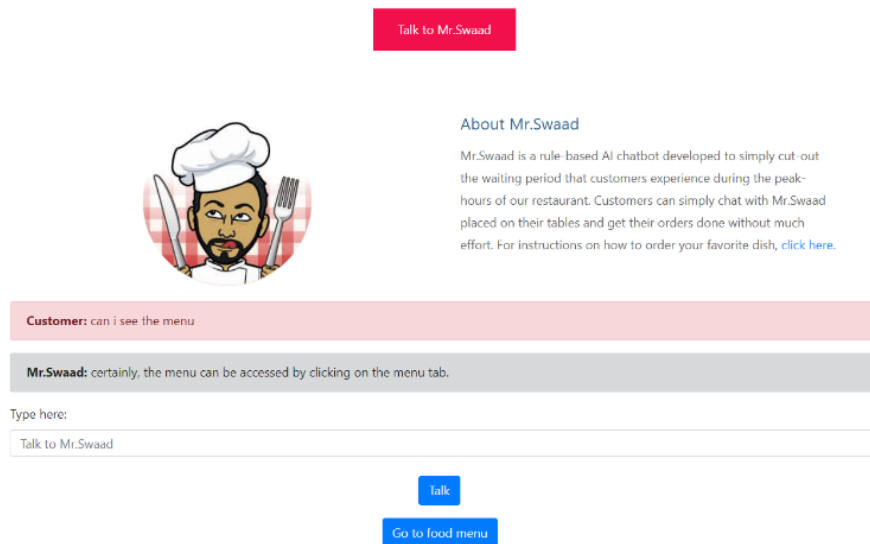 Talk to Mr.Swaad
About Mr.Swaad
Mr.Swaad is a rule-based AI chatbot developed to simply cut-out
the waiting period that customers experience during the peak-
hours of our restaurant. Customers can simply chat with Mr.Swaad
placed on their tables and get their orders done without much
effort. For instructions on how to order your favorite dish, click here.
Customer: can i see the menu
Mr.Swaad: certainly, the menu can be accessed by clicking on the menu tab.
Type here:
Talk to Mr.Swaad
Talk
Go to food menu